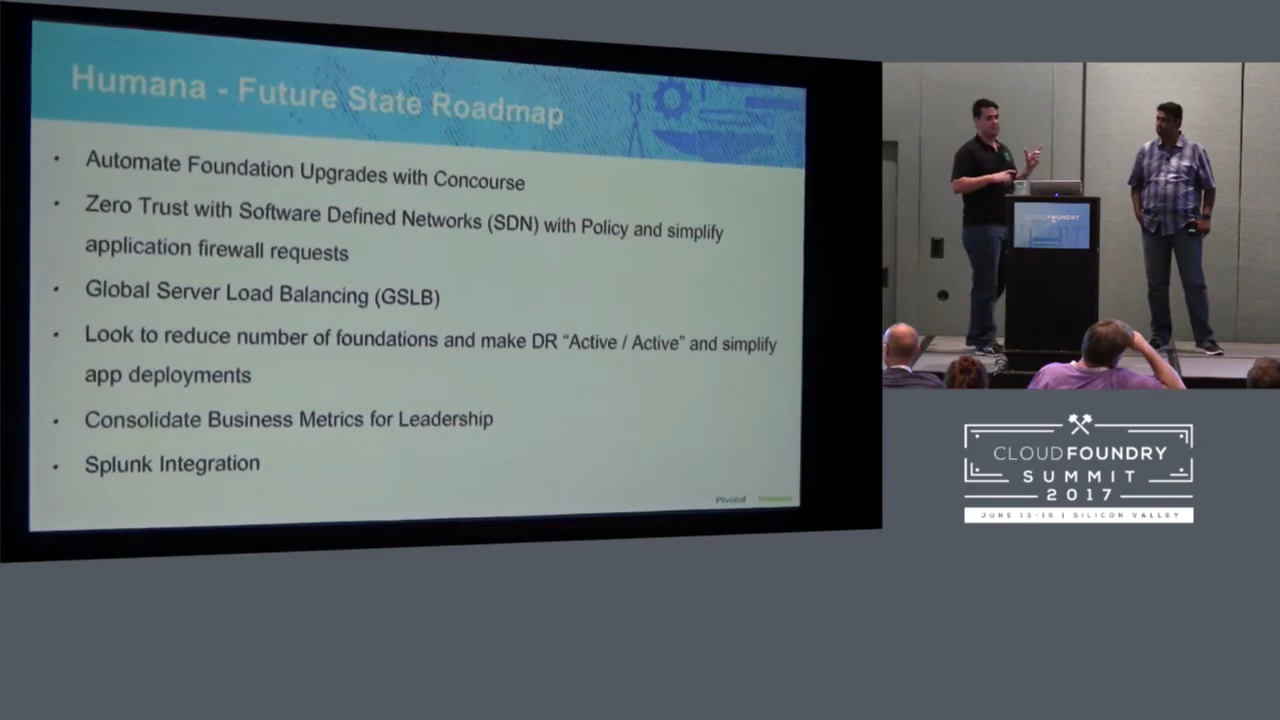 Humana - Future State Roadmap
• Automate Foundation Upgrades with Concourse
• Zero Trust with Software Defined Networks (SDN) with Policy and simplify
application firewall requests
• Global Server Load Balancing (GSLB)
• Look to reduce number of foundations and make DR “Active / Active” and simplify
app deployments
• Consolidate Business Metrics for Leadership
• Splunk Integration
Pivotal
CLOUDFOUNDRY
CLOUDFOUNDRY
SUMMIT
2017
JUNE 13-15 | SILICON VALLEY